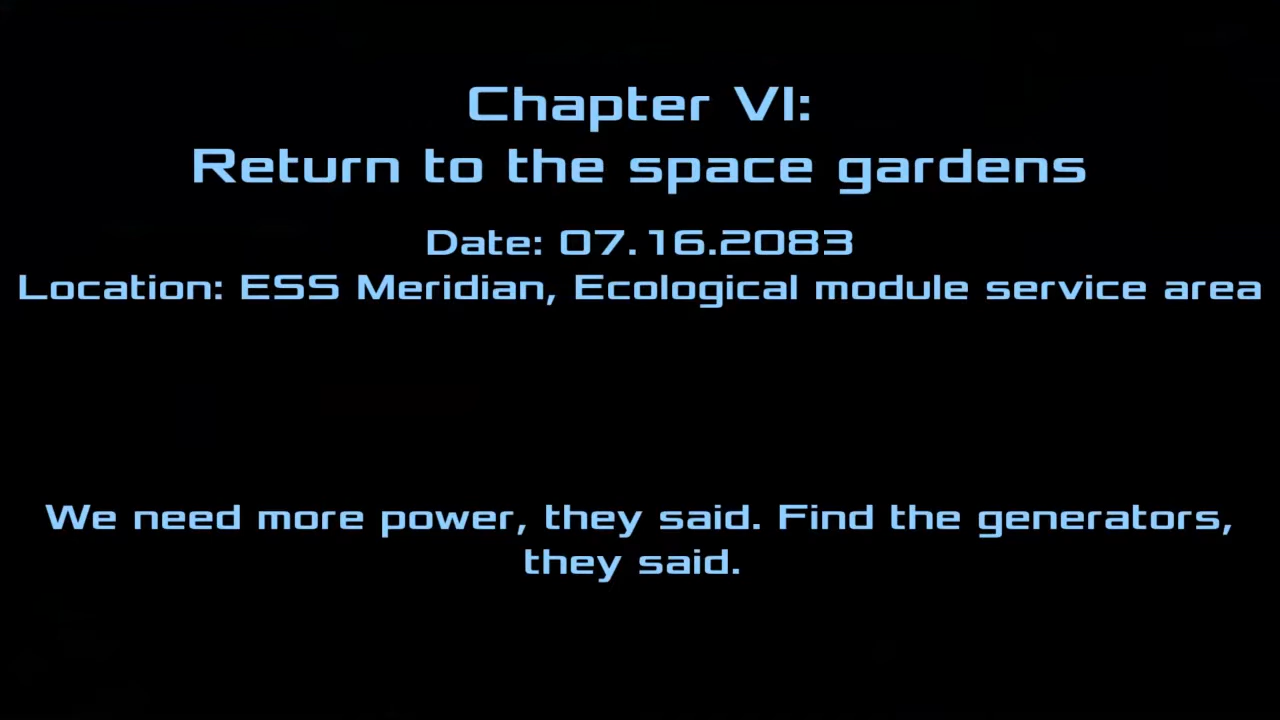 Chapter VI:
Return to the space gardens
Date: 07.16.2083
Location: ESS Meridian, Ecological module service area
We need more power, they said. Find the generators,
they said.